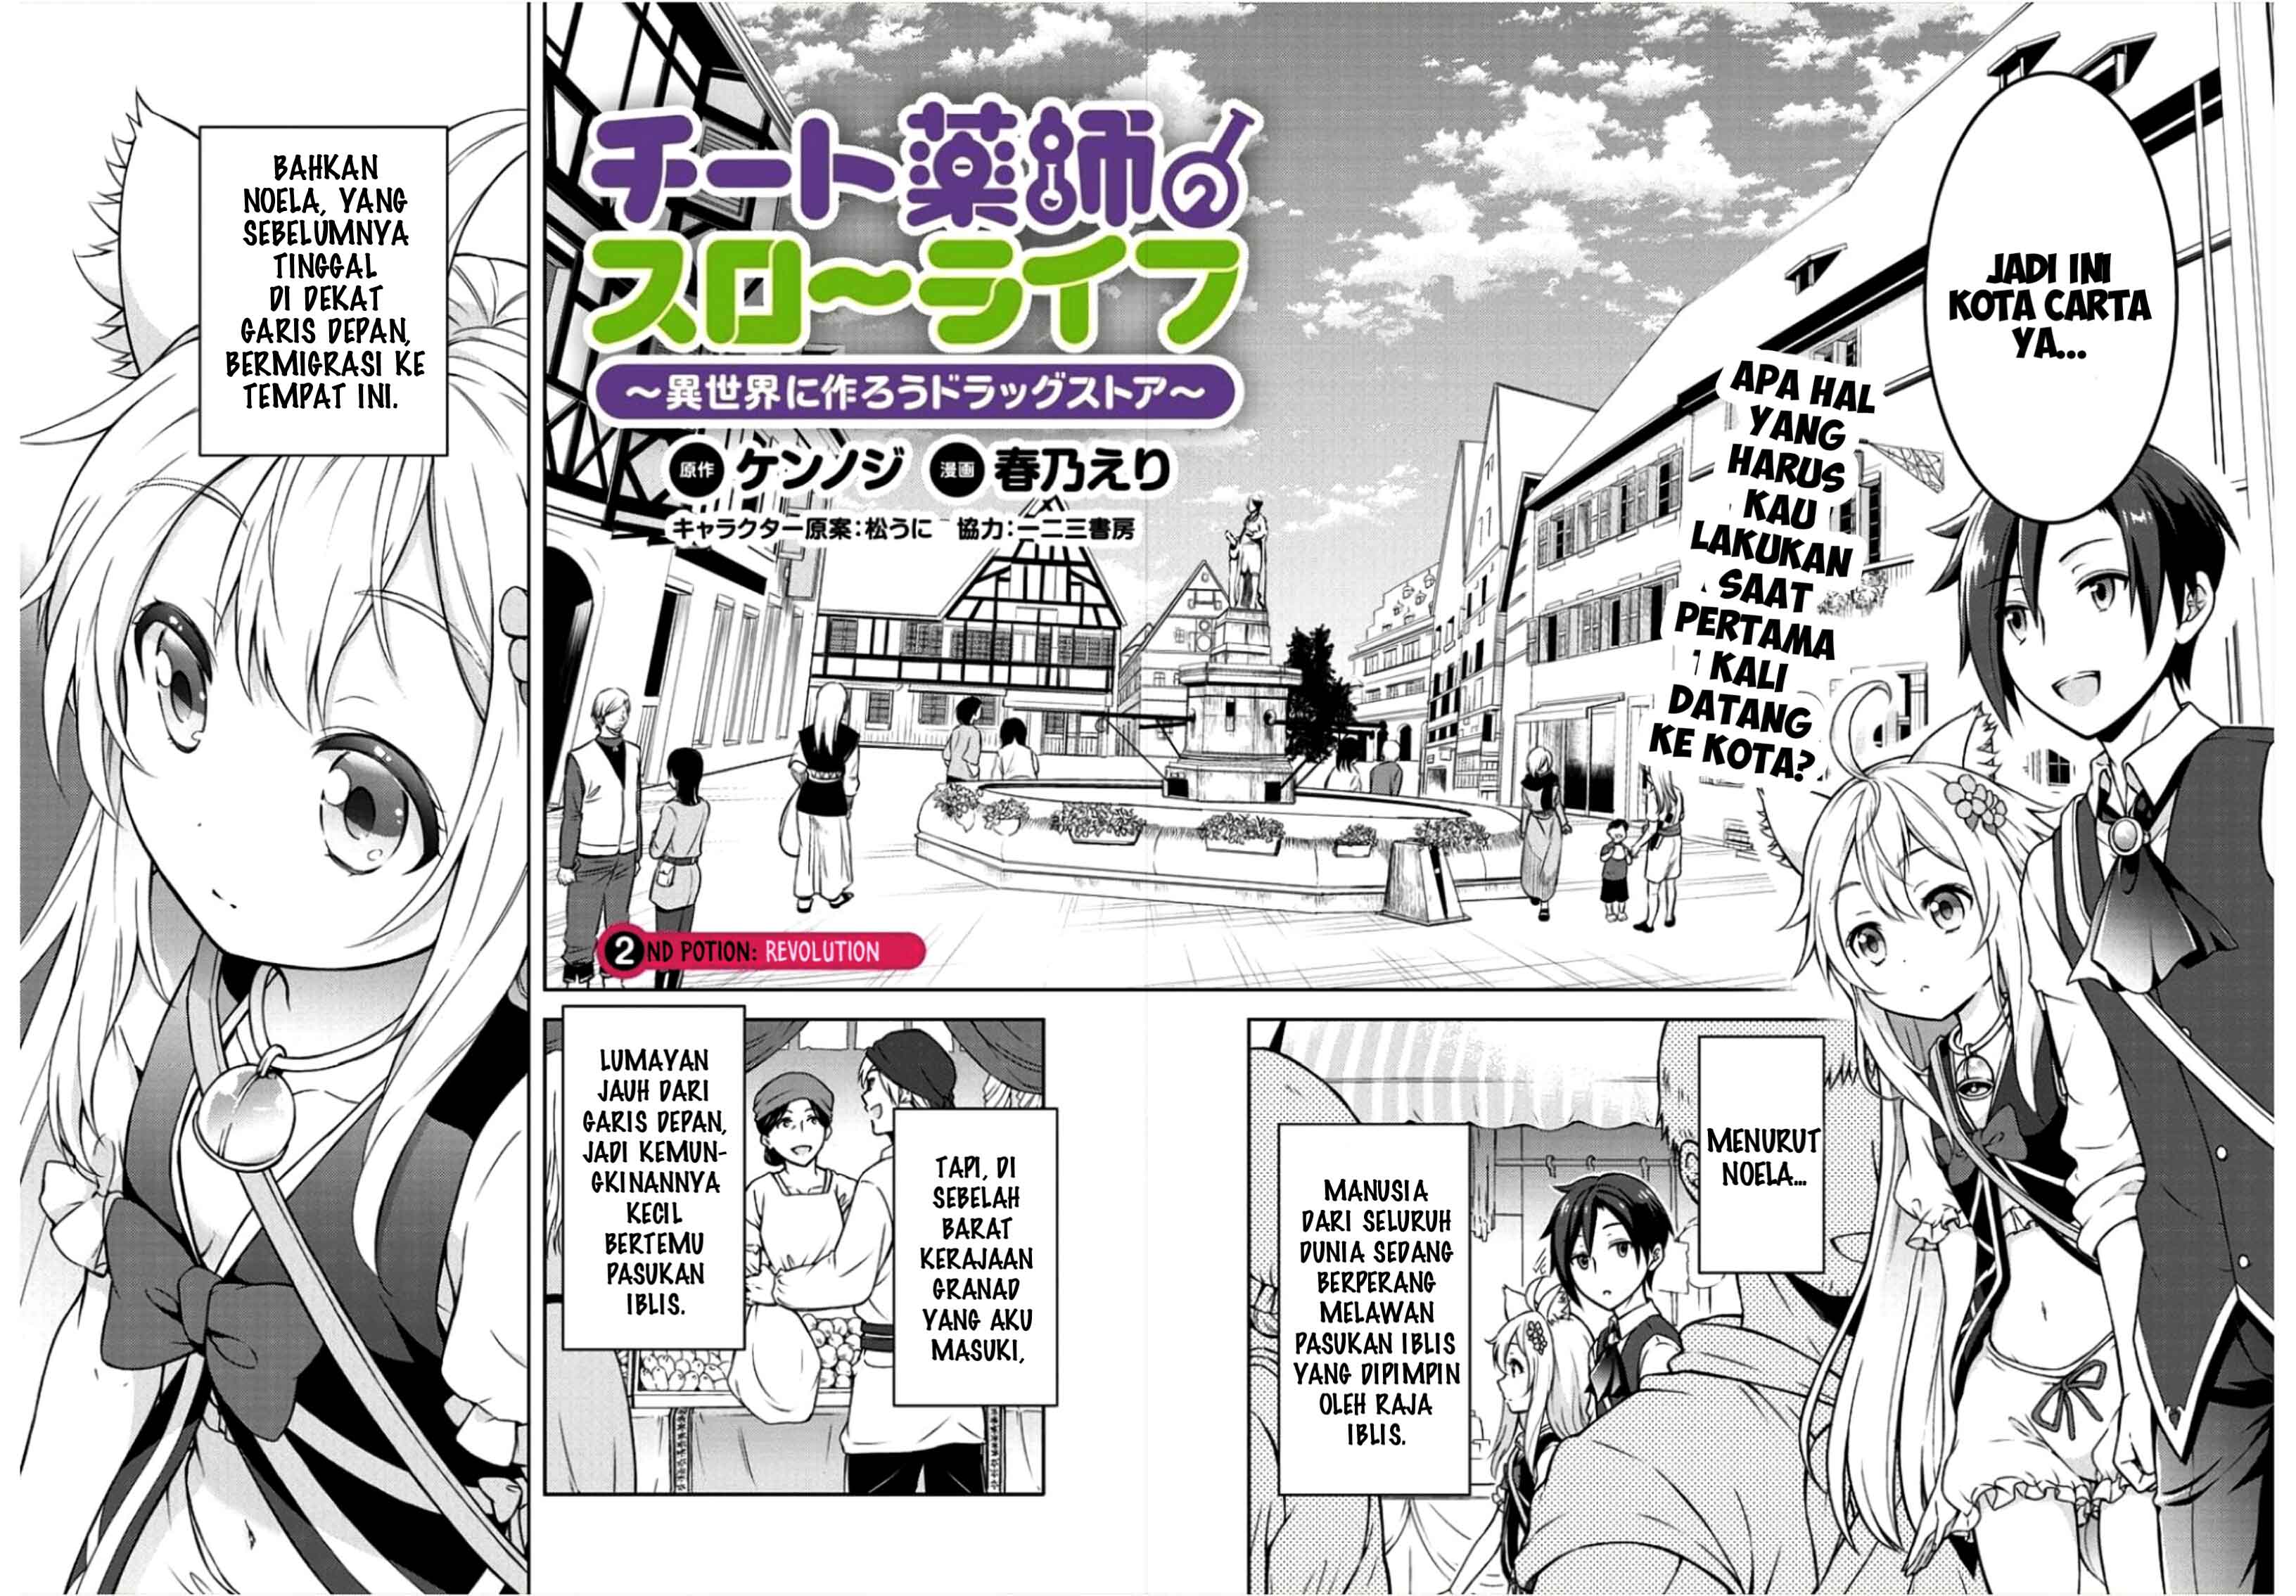 JADI INI
KOTA CARTA
YA...
APA HAL
YANG
HARUS
KAU
LAKUKAN
SAAT
PERTAMA
KALI
DATANG
KE KOTA?
チート薬師の
スローライフ
～異世界に作ろうドラッグストア～
原作 ケンノジ 漫画 春乃えり
キャラクター原案：松うに 協力：一二三書房
2ND POTION: REVOLUTION
MENURUT
NOELA...
MANUSIA
DARI SELURUH
DUNIA SEDANG
BERPERANG
MELAWAN
PASUKAN IBLIS
YANG DIPIMPIN
OLEH RAJA
IBLIS.
TAPI, DI
SEBELAH
BARAT
KERAJAAN
GRANAD
YANG AKU
MASUKI,
LUMAYAN
JAUH DARI
GARIS DEPAN,
JADI KEMUN-
GKINANNYA
KECIL
BERTEMU
PASUKAN
IBLIS.
BAHKAN
NOELA, YANG
SEBELUMNYA
TINGGAL
DI DEKAT
GARIS DEPAN,
BERMIGRASI KE
TEMPAT INI.